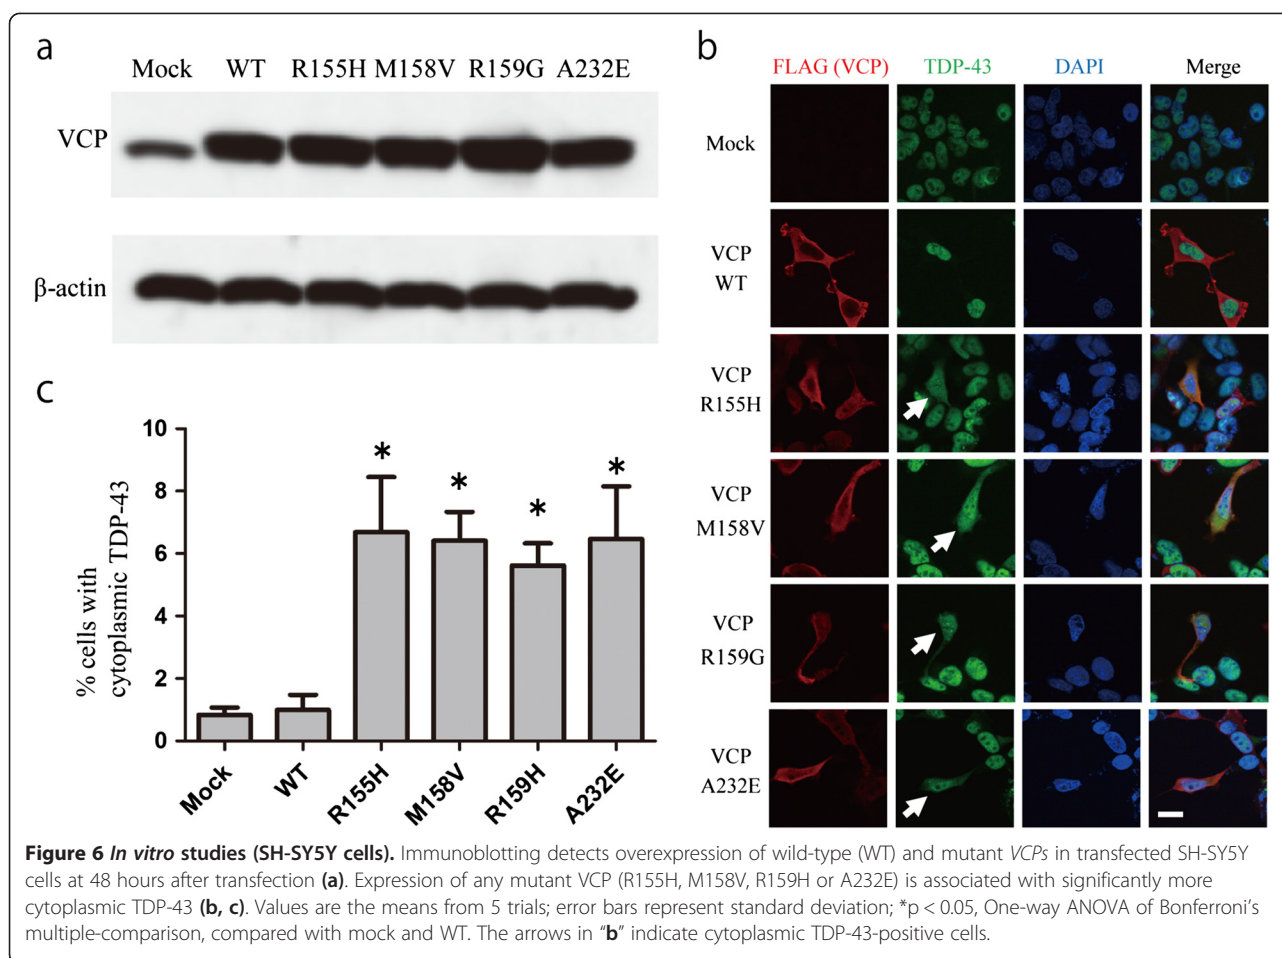 a
Mock WT R155H M158V R159G A232E
VCP
β-actin
b
FLAG (VCP) TDP-43 DAPI Merge
Mock
VCP
WT
VCP
R155H
VCP
M158V
VCP
R159G
VCP
A232E
c
% cells with
cytoplasmic TDP-43
10
8
6
4
2
0
* * * *
Mock WT R155H M158V R159H A232E
Figure 6 In vitro studies (SH-SY5Y cells). Immunoblotting detects overexpression of wild-type (WT) and mutant VCPs in transfected SH-SY5Y
cells at 48 hours after transfection (a). Expression of any mutant VCP (R155H, M158V, R159H or A232E) is associated with significantly more
cytoplasmic TDP-43 (b, c). Values are the means from 5 trials; error bars represent standard deviation; *p < 0.05, One-way ANOVA of Bonferroni's
multiple-comparison, compared with mock and WT. The arrows in "b" indicate cytoplasmic TDP-43-positive cells.